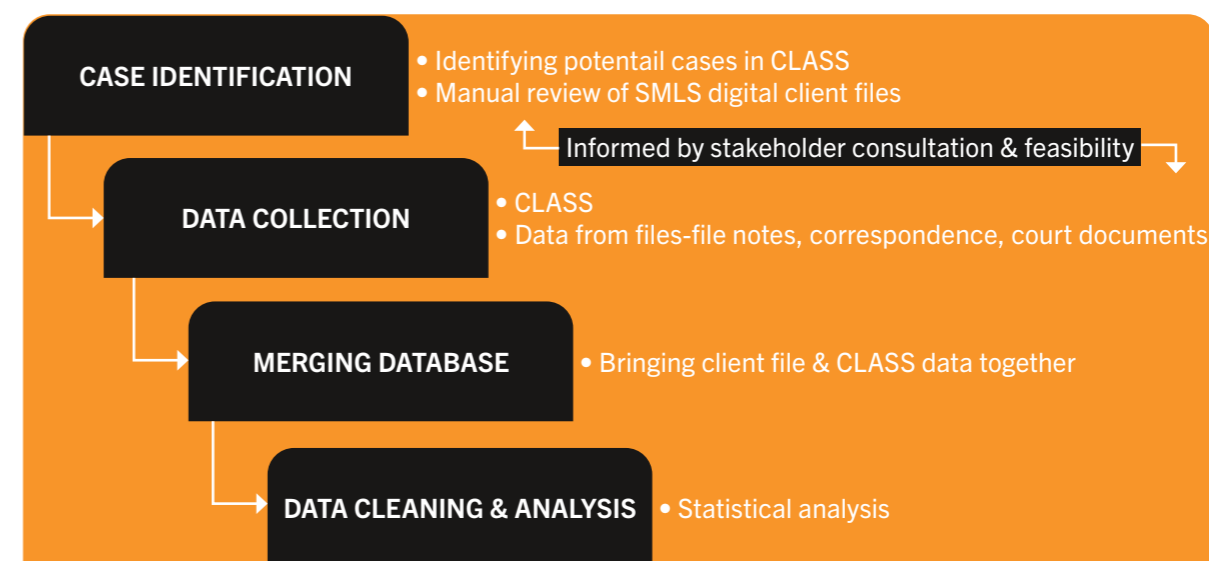 CASE IDENTIFICATION
• Identifying potentail cases in CLASS
• Manual review of SMLS digital client files
Informed by stakeholder consultation & feasibility
DATA COLLECTION
• CLASS
• Data from files-file notes, correspondence, court documents
MERGING DATABASE
• Bringing client file & CLASS data together
DATA CLEANING & ANALYSIS
• Statistical analysis